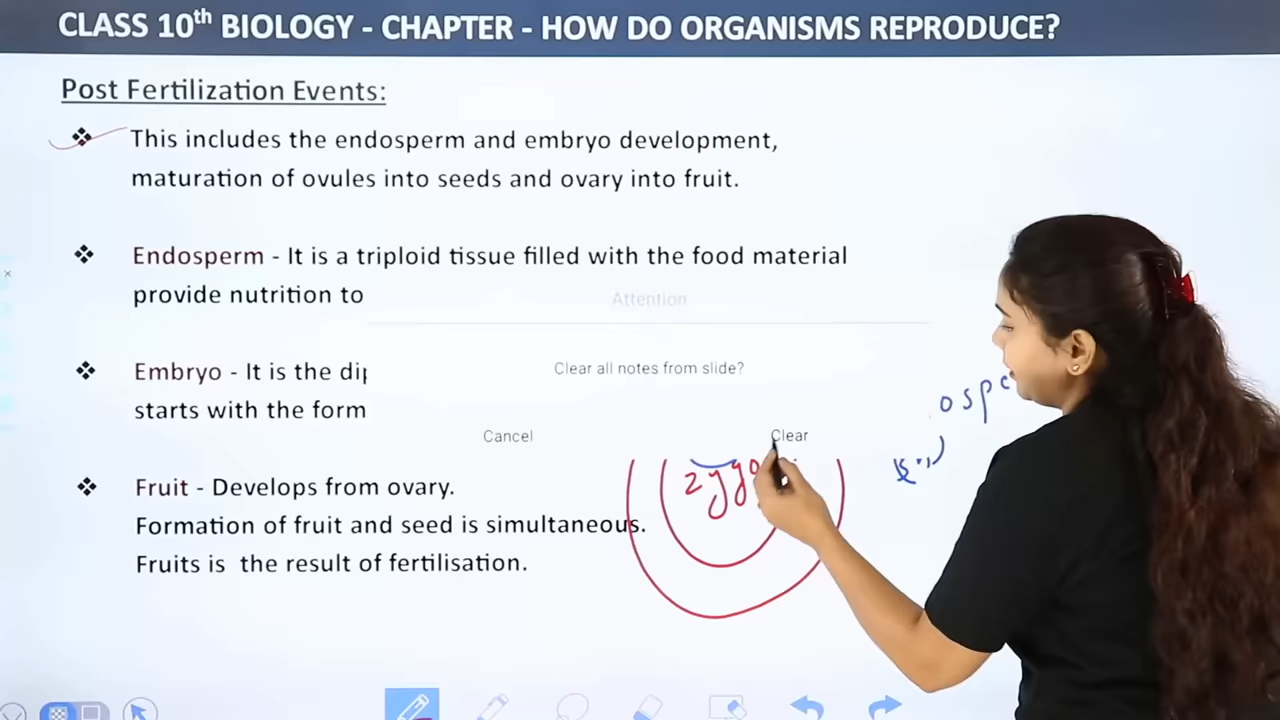 CLASS 10th BIOLOGY - CHAPTER - HOW DO ORGANISMS REPRODUCE?
Post Fertilization Events:
❖ This includes the endosperm and embryo development,
maturation of ovules into seeds and ovary into fruit.
❖ Endosperm - It is a triploid tissue filled with the food material
provide nutrition to
Attention
Clear all notes from slide?
❖ Embryo - It is the dip
starts with the form
Cancel
Clear
❖ Fruit - Develops from ovary.
Formation of fruit and seed is simultaneous.
Fruits is the result of fertilisation.